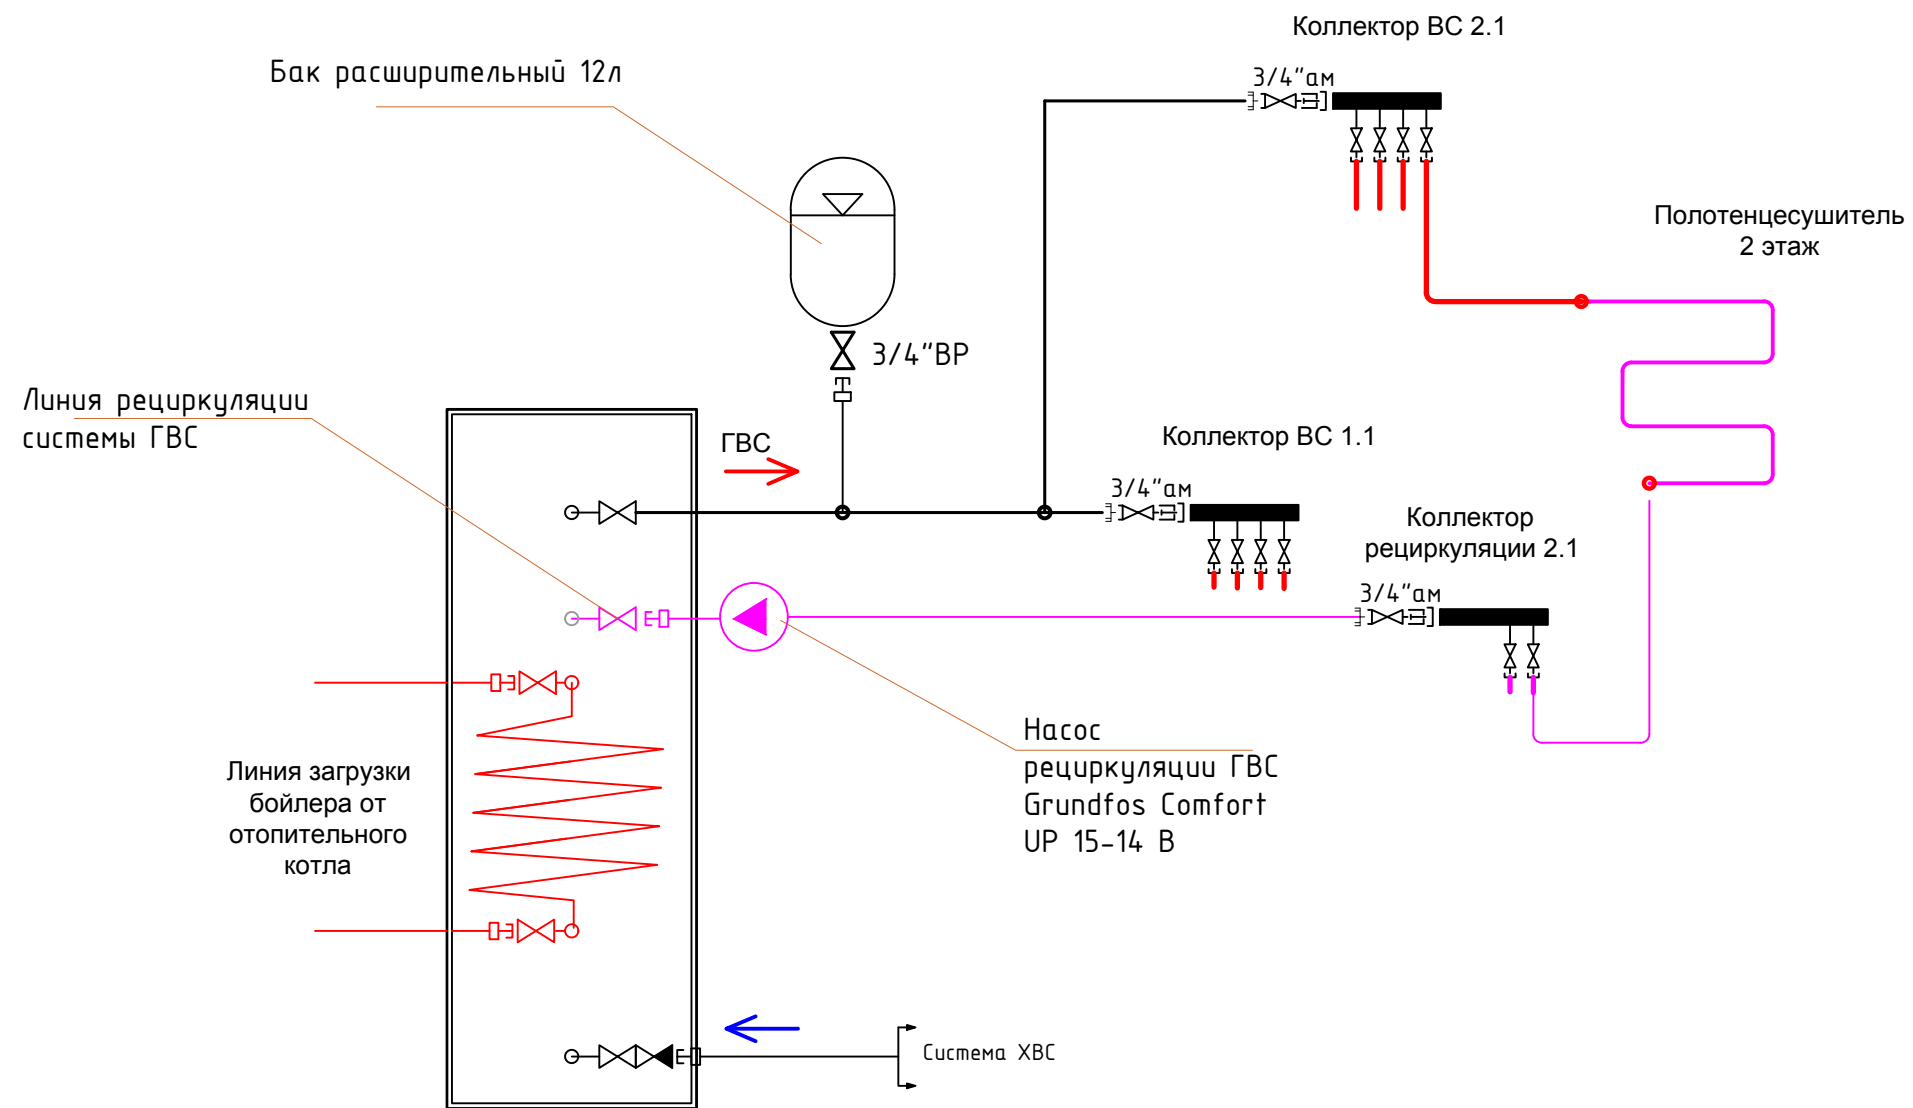 Коллектор ВС 2.1
Бак расширительный 12л
3/4"ам
Полотенцесушитель
2 этаж
3/4"ВР
Линия рециркуляции
системы ГВС
ГВС
Коллектор ВС 1.1
3/4"ам
Коллектор
рециркуляции 2.1
3/4"ам
Насос
рециркуляции ГВС
Grundfos Comfort
UP 15-14 B
Линия загрузки
бойлера от
отопительного
котла
Система ХВС